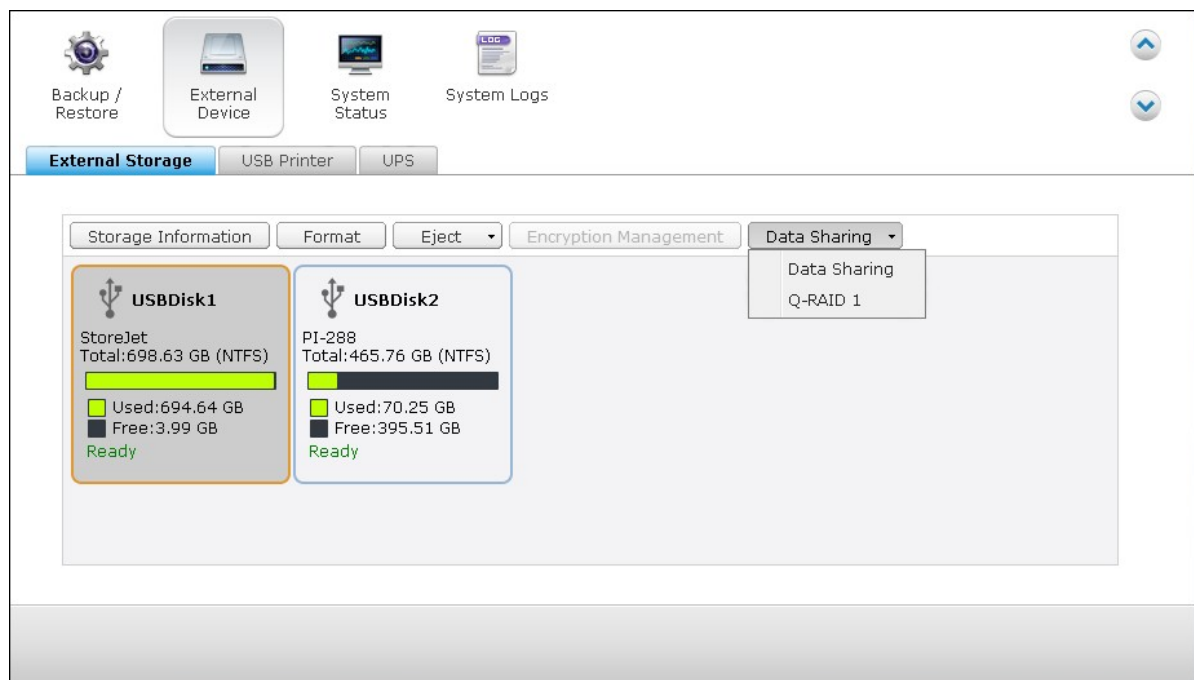 LOG
Backup /
Restore
External
Device
System
Status
System Logs
External Storage
USB Printer
UPS
Storage Information
Format
Eject
Encryption Management
Data Sharing
Data Sharing
Q-RAID 1
USBDisk1
StoreJet
Total:698.63 GB (NTFS)
Used:694.64 GB
Free:3.99 GB
Ready
USBDisk2
PI-288
Total:465.76 GB (NTFS)
Used:70.25 GB
Free:395.51 GB
Ready